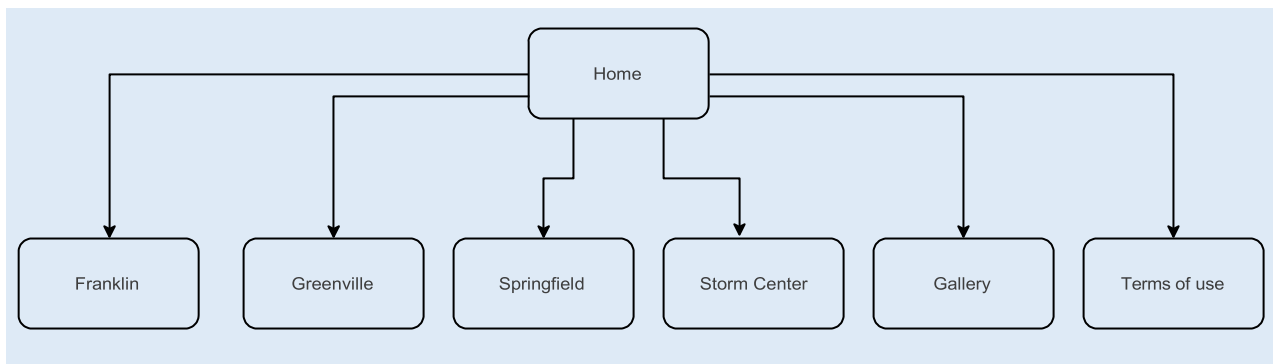 Home
Franklin
Greenville
Springfield
Storm Center
Gallery
Terms of use